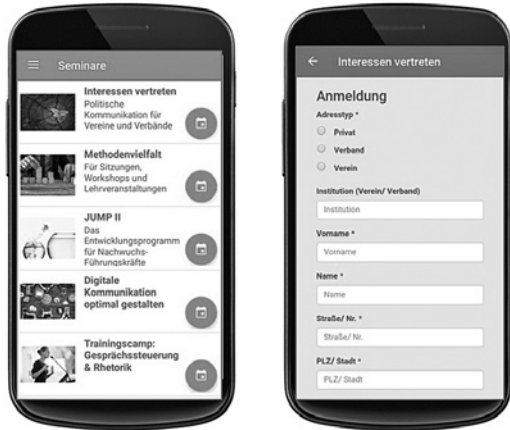 Seminare
Interessen vertreten
Politische
Kommunikation für
Vereine und Verbände
Methodenvielfalt
Für Sitzungen,
Workshops und
Lehrveranstaltungen
JUMP II
Das
Entwicklungsprogramm
für Nachwuchs-
Führungskräfte
Digitale
Kommunikation
optimal gestalten
Trainingscamp:
Gesprächssteuerung
& Rhetorik
Interessen vertreten
Anmeldung
Adresstyp *
Privat
Verband
Verein
Institution (Verein/ Verband)
Institution
Vorname *
Vorname
Name *
Name
Straße/ Nr. *
Straße/ Nr.
PLZ/ Stadt *
PLZ/ Stadt